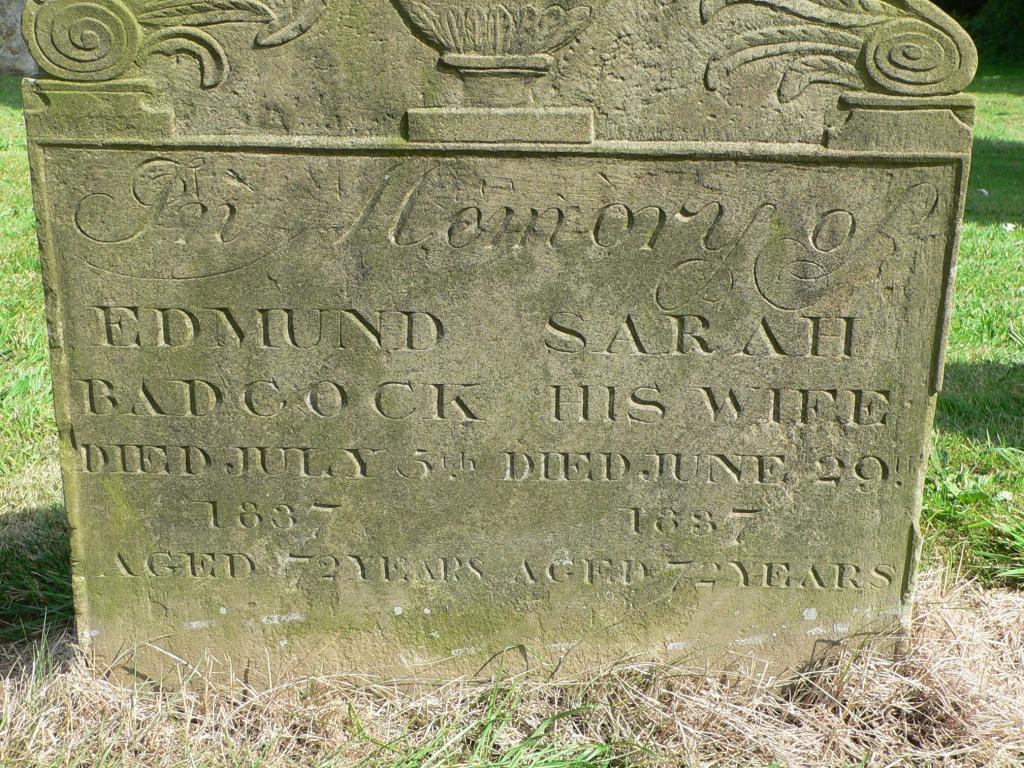 In Memory of
EDMUND SARAH
BADCOCK HIS WIFE
DIED JULY 5th DIED JUNE 29th
1837 1837
AGED 72 YEARS AGED 72 YEARS